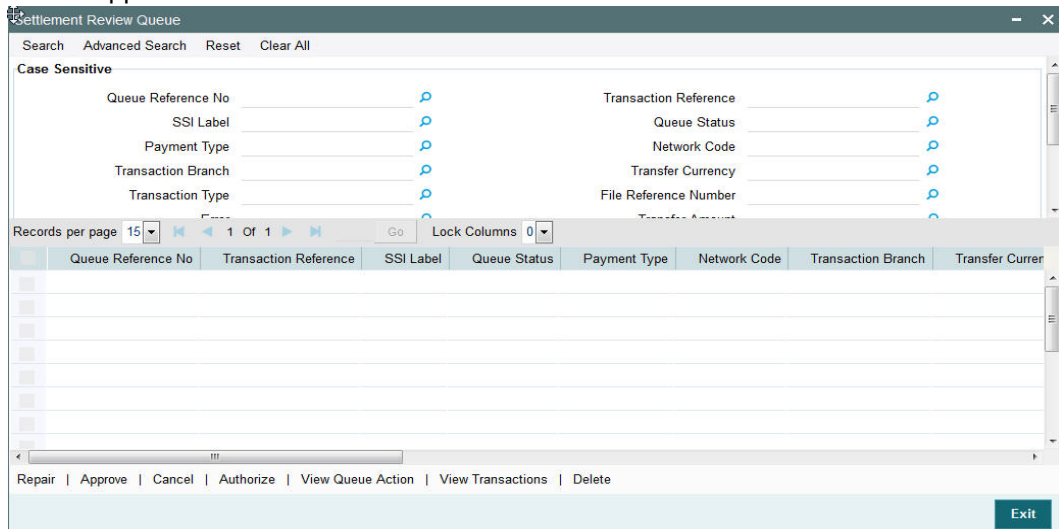 Settlement Review Queue
Search Advanced Search Reset Clear All
Case Sensitive
Queue Reference No Transaction Reference
SSI Label Queue Status
Payment Type Network Code
Transaction Branch Transfer Currency
Transaction Type File Reference Number
Records per page 15 1 Of 1 Go Lock Columns 0
Queue Reference No Transaction Reference SSI Label Queue Status Payment Type Network Code Transaction Branch Transfer Curren
Repair | Approve | Cancel | Authorize | View Queue Action | View Transactions | Delete
Exit